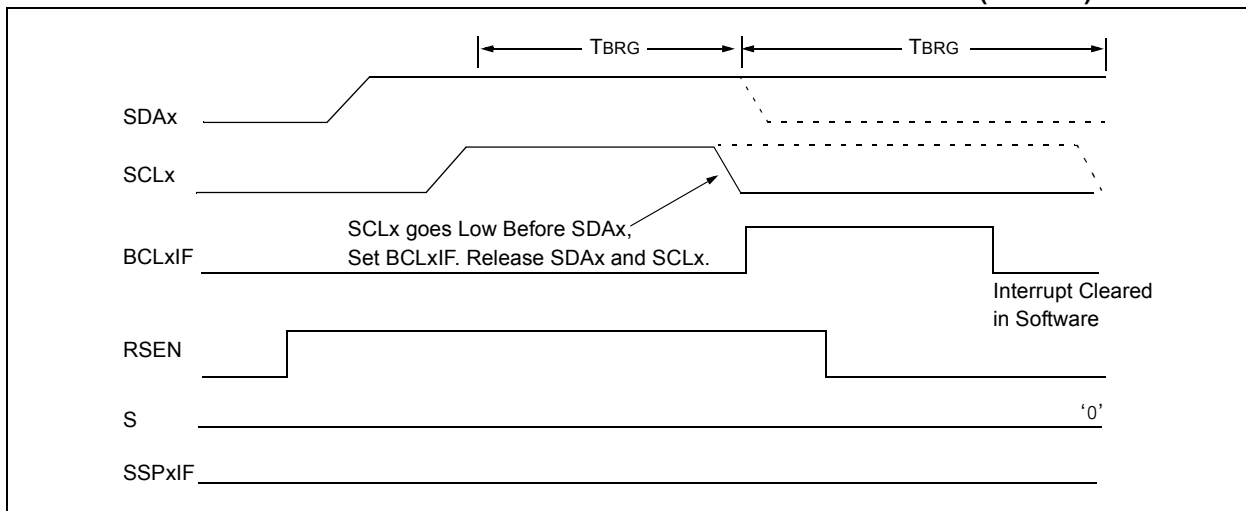 TBRG
TBRG
SDAx
SCLx
SCLx goes Low Before SDAx,
Set BCLxIF. Release SDAx and SCLx.
BCLxIF
Interrupt Cleared
in Software
RSEN
S
‘0’
SSPxIF